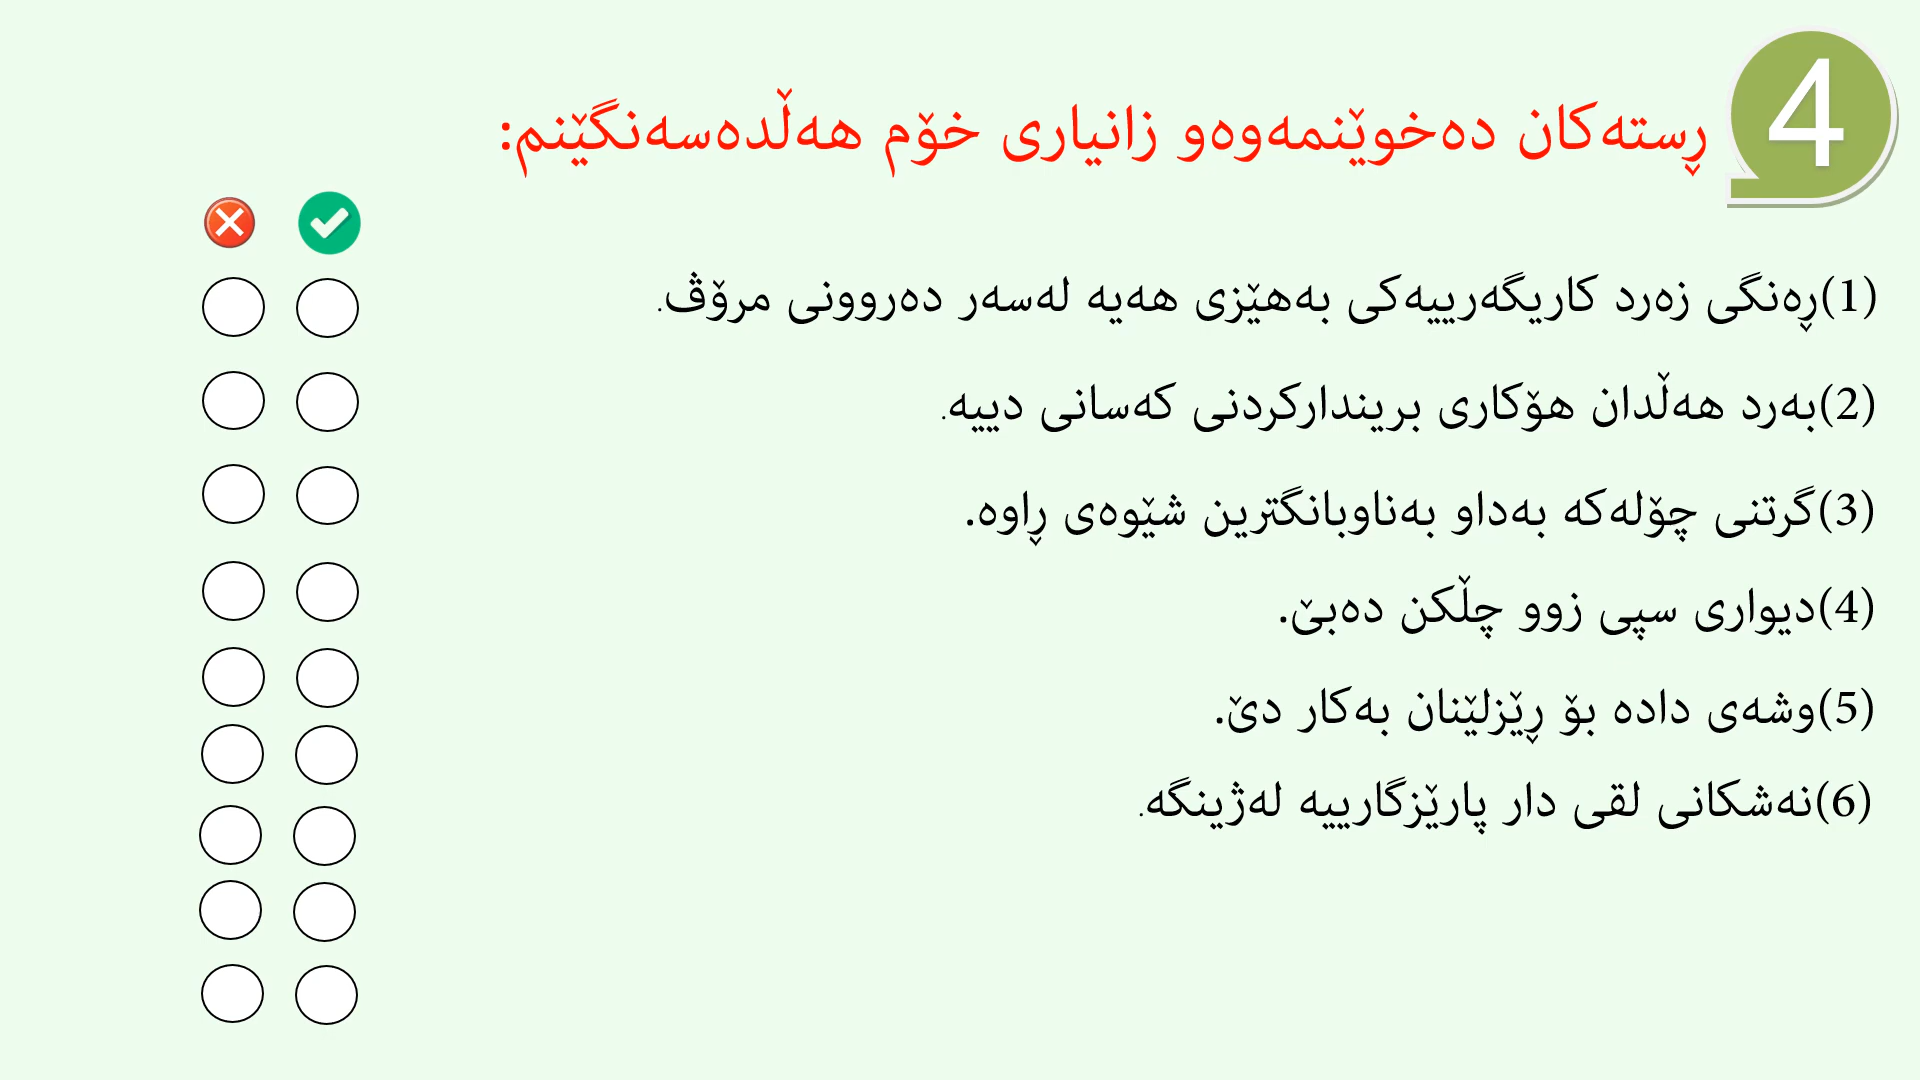 4
ڕستەکان دەخوێنمەوەو زانیاری خۆم هەڵدەسەنگێنم:
(1)ڕەنگی زەرد کاریگەرییەکی بەهێزی هەیە لەسەر دەروونی مرۆڤ.
(2)بەرد هەڵدان هۆکاری بریندارکردنی کەسانی دییە.
(3)گرتنی چۆلەکە بەداو بەناوبانگترین شێوەی ڕاوە.
(4)دیواری سپی زوو چڵکن دەبێ.
(5)وشەی دادە بۆ ڕێزلێنان بەکار دێ.
(6)نەشکانی لقی دار پارێزگارییە لەژینگە.